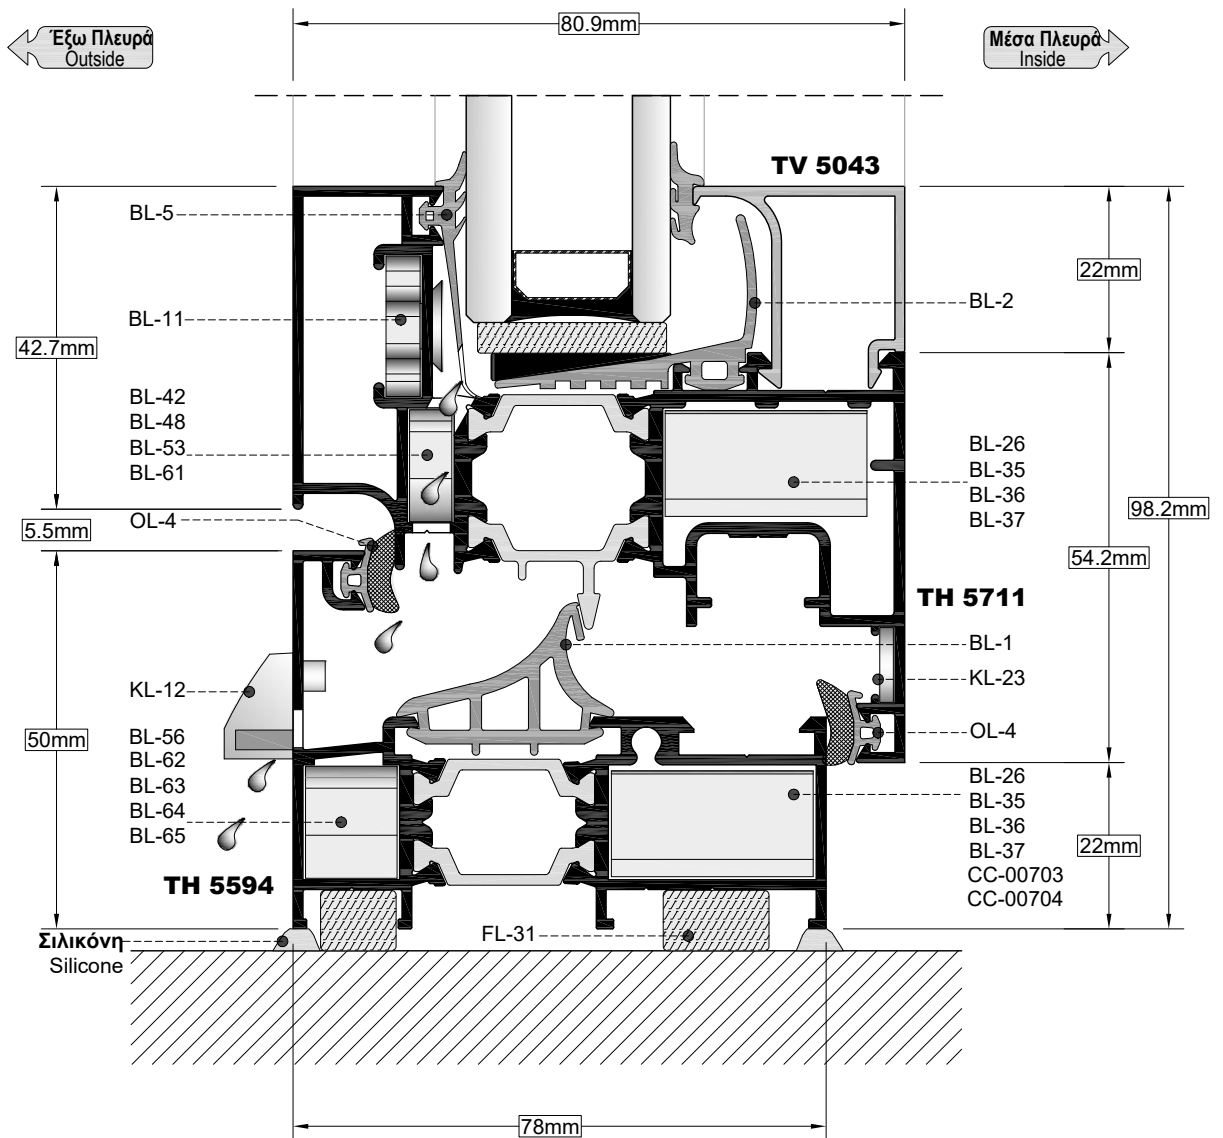 80.9mm
Έξω Πλευρά
Outside
Μέσα Πλευρά
Inside
TV 5043
BL-5
BL-11
42.7mm
BL-42
BL-48
BL-53
BL-61
OL-4
5.5mm
KL-12
50mm
BL-56
BL-62
BL-63
BL-64
BL-65
TH 5594
Σιλικόνη
Silicone
FL-31
22mm
BL-2
BL-26
BL-35
BL-36
BL-37
98.2mm
54.2mm
TH 5711
BL-1
KL-23
OL-4
BL-26
BL-35
BL-36
BL-37
CC-00703
CC-00704
22mm
78mm